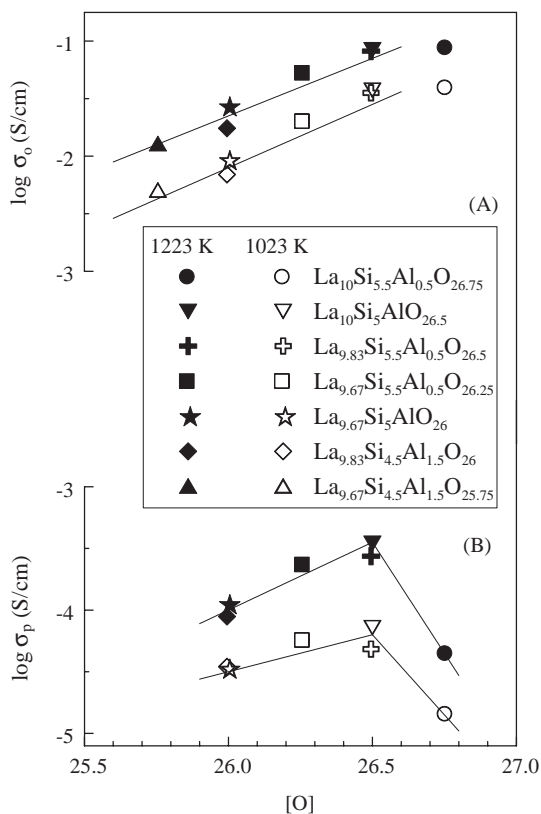 -1
-2
-3
log σₒ (S/cm)
(A)
1223 K 1023 K
La₁₀Si₅.₅Al₀.₅O₂₆.₇₅
La₁₀Si₅AlO₂₆.₅
La₉.₈₃Si₅.₅Al₀.₅O₂₆.₅
La₉.₆₇Si₅.₅Al₀.₅O₂₆.₂₅
La₉.₆₇Si₅AlO₂₆
La₉.₈₃Si₄.₅Al₁.₅O₂₆
La₉.₆₇Si₄.₅Al₁.₅O₂₅.₇₅
-3
-4
-5
log σₚ (S/cm)
(B)
25.5 26.0 26.5 27.0
[O]